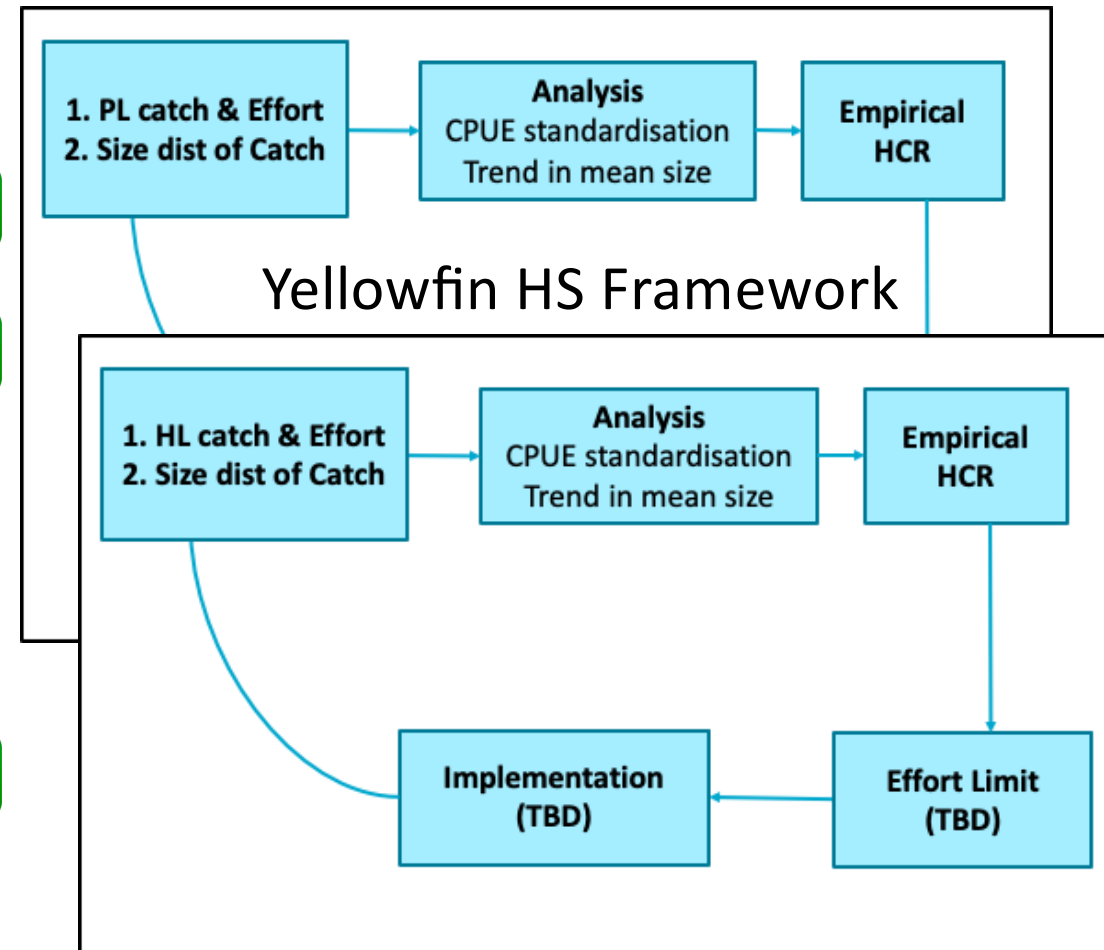 1. PL catch & Effort
2. Size dist of Catch
Analysis
CPUE standardisation
Trend in mean size
Empirical
HCR
Yellowfin HS Framework
1. HL catch & Effort
2. Size dist of Catch
Analysis
CPUE standardisation
Trend in mean size
Empirical
HCR
Implementation
(TBD)
Effort Limit
(TBD)